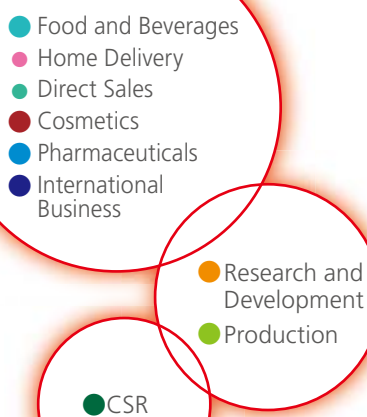 Food and Beverages
Home Delivery
Direct Sales
Cosmetics
Pharmaceuticals
International
Business
Research and
Development
Production
CSR